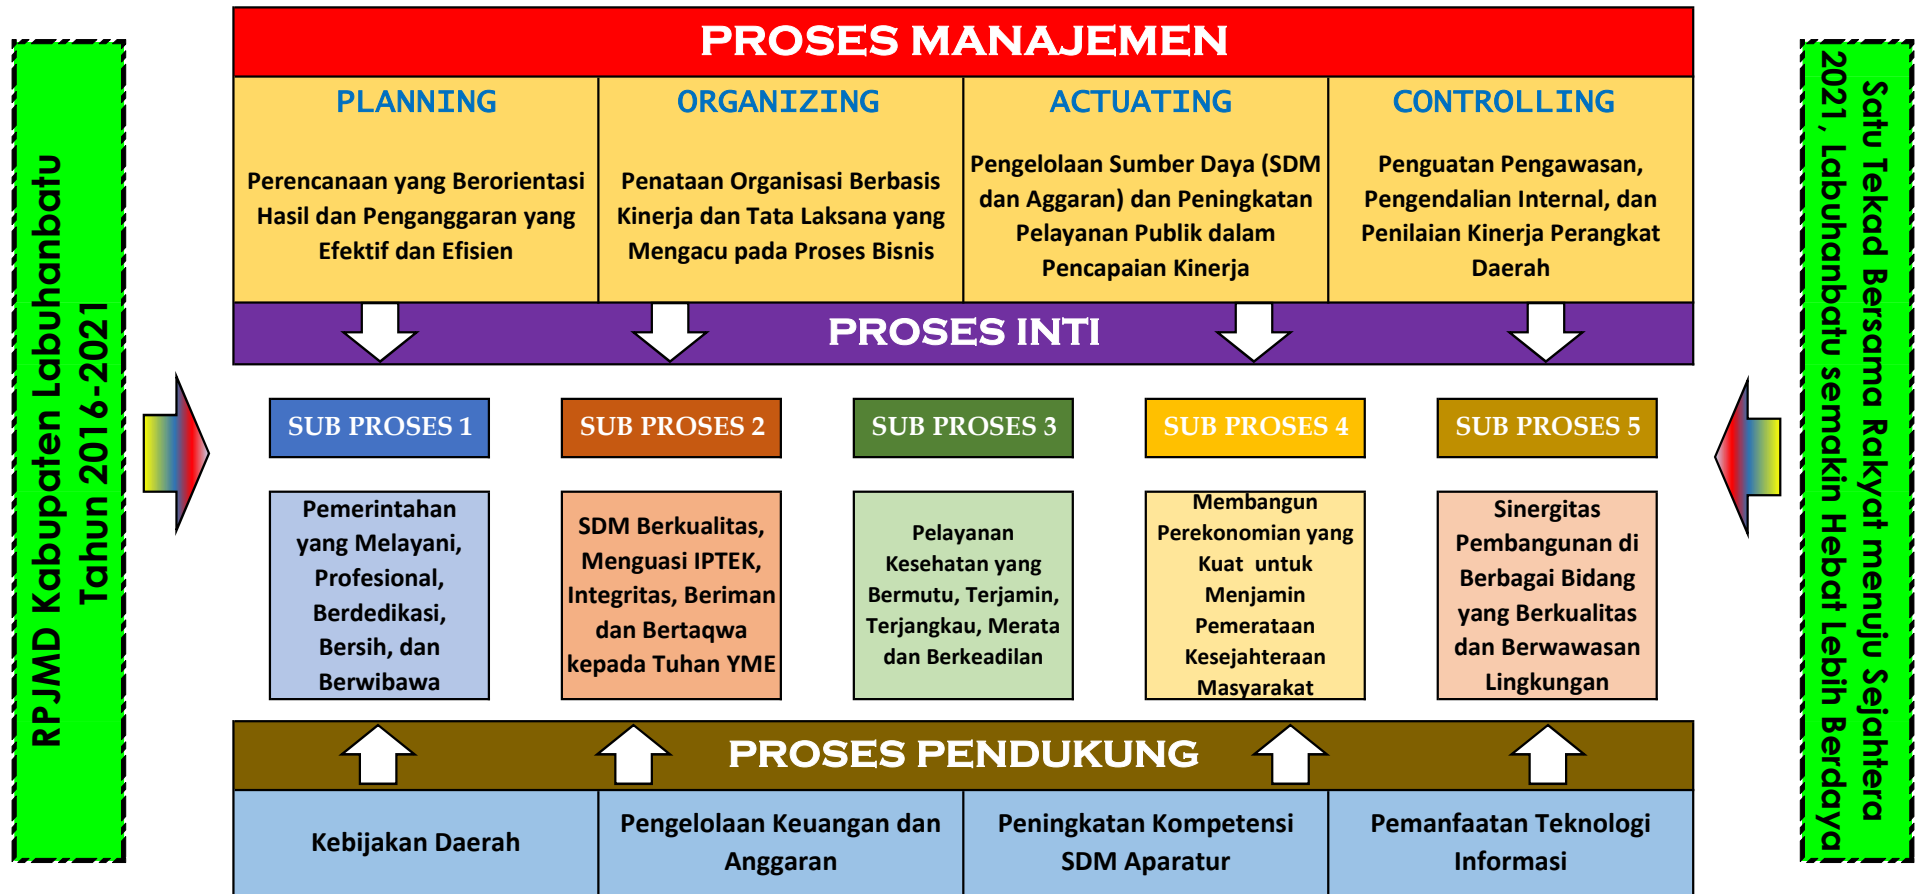 PROSES MANAJEMEN
PLANNING
Perencanaan yang Berorientasi
Hasil dan Penganggaran yang
Efektif dan Efisien
ORGANIZING
Penataan Organisasi Berbasis
Kinerja dan Tata Laksana yang
Mengacu pada Proses Bisnis
ACTUATING
Pengelolaan Sumber Daya (SDM
dan Aggaran) dan Peningkatan
Pelayanan Publik dalam
Pencapaian Kinerja
CONTROLLING
Penguatan Pengawasan,
Pengendalian Internal, dan
Penilaian Kinerja Perangkat
Daerah
RPJMD Kabupaten Labuhanbatu
Tahun 2016-2021
PROSES INTI
SUB PROSES 1
Pemerintahan
yang Melayani,
Profesional,
Berdedikasi,
Bersih, dan
Berwibawa
SUB PROSES 2
SDM Berkualitas,
Menguasi IPTEK,
Integritas, Beriman
dan Bertaqwa
kepada Tuhan YME
SUB PROSES 3
Pelayanan
Kesehatan yang
Bermutu, Terjamin,
Terjangkau, Merata
dan Berkeadilan
SUB PROSES 4
Membangun
Perekonomian yang
Kuat untuk
Menjamin
Pemerataan
Kesejahteraan
Masyarakat
SUB PROSES 5
Sinergitas
Pembangunan di
Berbagai Bidang
yang Berkualitas
dan Berwawasan
Lingkungan
Satu Tekad Bersama Rakyat menuju Sejahtera
2021, Labuhanbatu semakin Hebat Lebih Berdaya
PROSES PENDUKUNG
Kebijakan Daerah
Pengelolaan Keuangan dan
Anggaran
Peningkatan Kompetensi
SDM Aparatur
Pemanfaatan Teknologi
Informasi